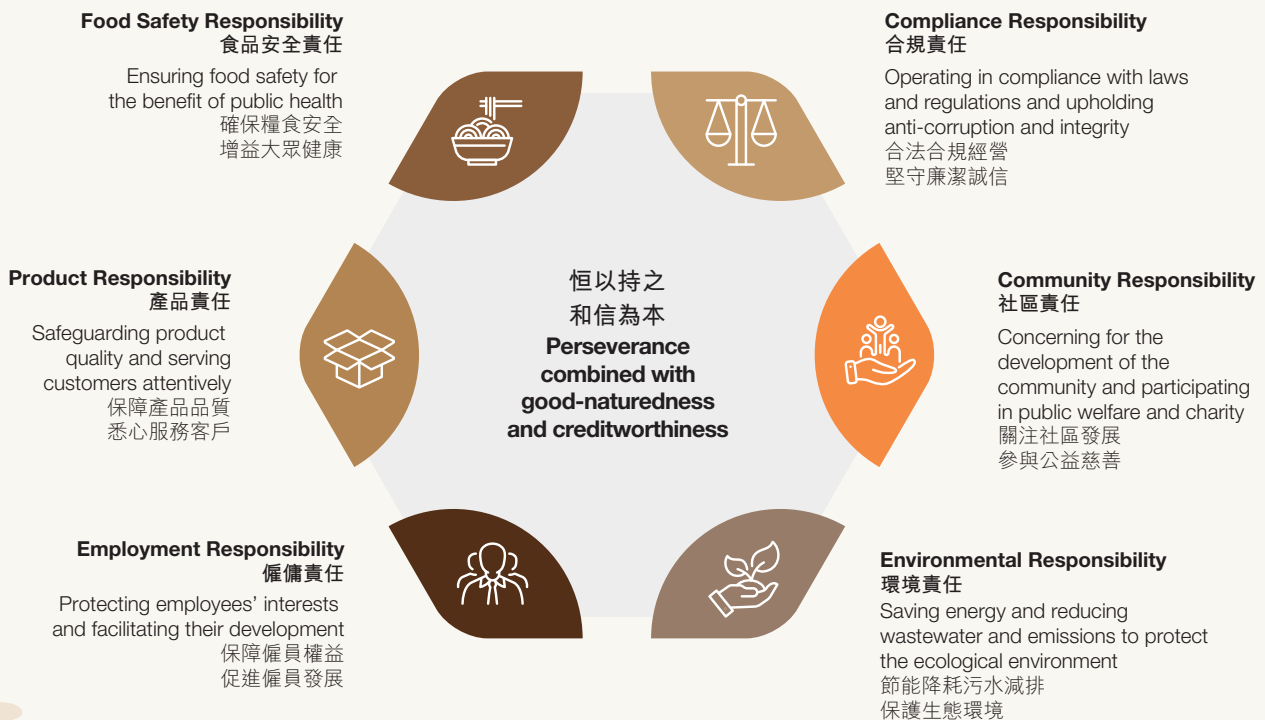 Food Safety Responsibility
食品安全責任
Ensuring food safety for
the benefit of public health
確保糧食安全
增益大眾健康
Compliance Responsibility
合規責任
Operating in compliance with laws
and regulations and upholding
anti-corruption and integrity
合法合規經營
堅守廉潔誠信
Product Responsibility
產品責任
Safeguarding product
quality and serving
customers attentively
保障產品品質
悉心服務客戶
恒以持之
和信為本
Perseverance
combined with
good-naturedness
and creditworthiness
Community Responsibility
社區責任
Concerning for the
development of the
community and participating
in public welfare and charity
關注社區發展
參與公益慈善
Employment Responsibility
僱傭責任
Protecting employees’ interests
and facilitating their development
保障僱員權益
促進僱員發展
Environmental Responsibility
環境責任
Saving energy and reducing
wastewater and emissions to protect
the ecological environment
節能降耗污水減排
保護生態環境